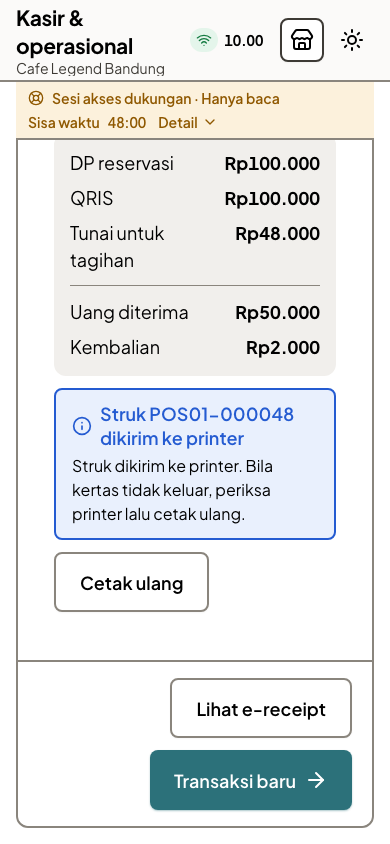 Kasir &
operasional
Cafe Legend Bandung
10.00
Sesi akses dukungan · Hanya baca
Sisa waktu 48:00 Detail
DP reservasi Rp100.000
QRIS Rp100.000
Tunai untuk Rp48.000
tagihan
Uang diterima Rp50.000
Kembalian Rp2.000
Struk POS01-000048
dikirim ke printer
Struk dikirim ke printer. Bila
kertas tidak keluar, periksa
printer lalu cetak ulang.
Cetak ulang
Lihat e-receipt
Transaksi baru